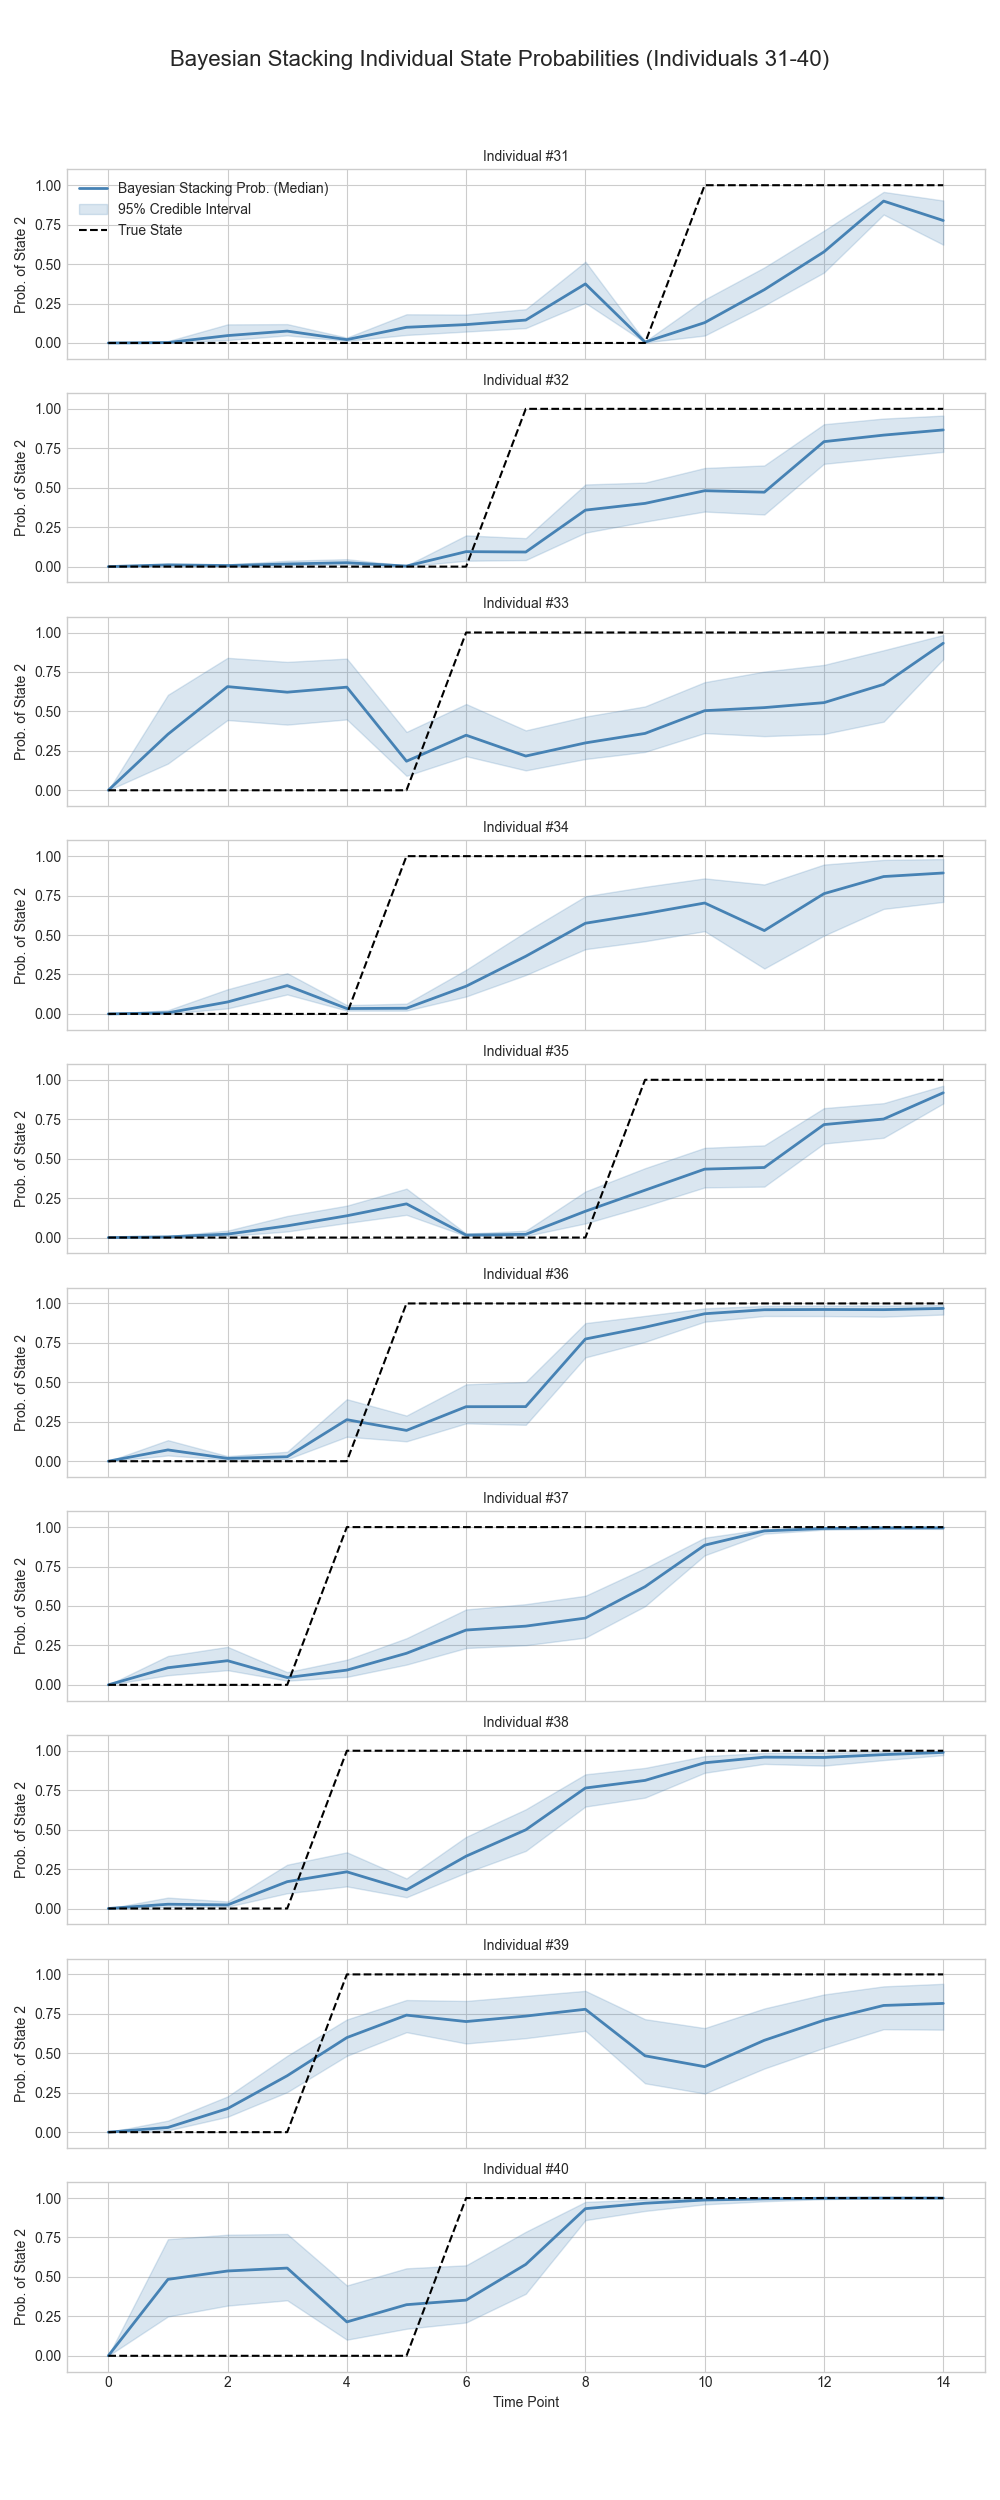 Bayesian Stacking Individual State Probabilities (Individuals 31-40)
Individual #31
Bayesian Stacking Prob. (Median)
95% Credible Interval
True State
1.00
0.75
0.50
0.25
0.00
Prob. of State 2
Individual #32
1.00
0.75
0.50
0.25
0.00
Prob. of State 2
Individual #33
1.00
0.75
0.50
0.25
0.00
Prob. of State 2
Individual #34
1.00
0.75
0.50
0.25
0.00
Prob. of State 2
Individual #35
1.00
0.75
0.50
0.25
0.00
Prob. of State 2
Individual #36
1.00
0.75
0.50
0.25
0.00
Prob. of State 2
Individual #37
1.00
0.75
0.50
0.25
0.00
Prob. of State 2
Individual #38
1.00
0.75
0.50
0.25
0.00
Prob. of State 2
Individual #39
1.00
0.75
0.50
0.25
0.00
Prob. of State 2
Individual #40
1.00
0.75
0.50
0.25
0.00
Prob. of State 2
0 2 4 6 8 10 12 14
Time Point